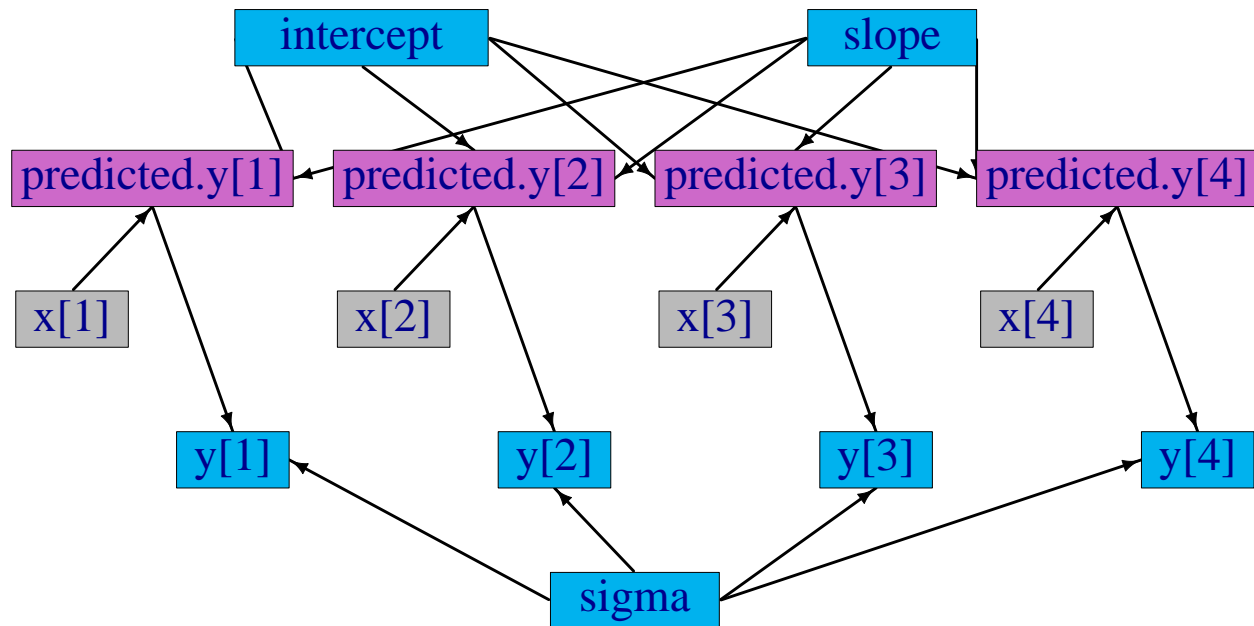 intercept
slope
predicted.y[1]
predicted.y[2]
predicted.y[3]
predicted.y[4]
x[1]
x[2]
x[3]
x[4]
y[1]
y[2]
y[3]
y[4]
sigma